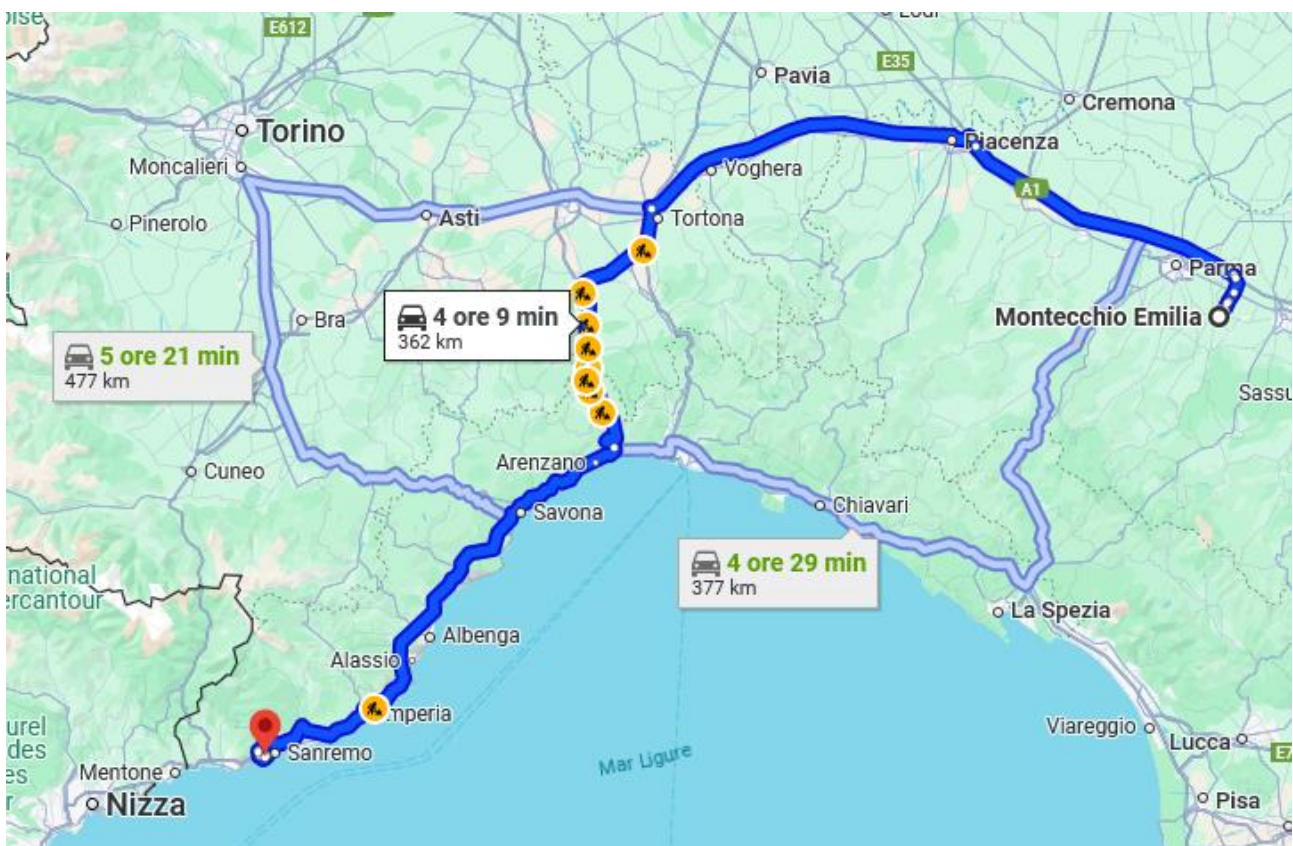 E612
Lodi
Pavia
E35
Cremona
Torino
Piacenza
Moncalieri
Voghera
A1
Pinerolo
Asti
Tortona
Parma
4 ore 9 min
362 km
Montecchio Emilia
Bra
5 ore 21 min
477 km
Sassu
Arenzano
Cuneo
Savona
Chiavari
4 ore 29 min
377 km
La Spezia
national
ercantour
Albenga
Alassio
mperia
Viareggio
Lucca
E7
urel
des
es
Sanremo
Mar Ligure
Mentone
Nizza
Pisa